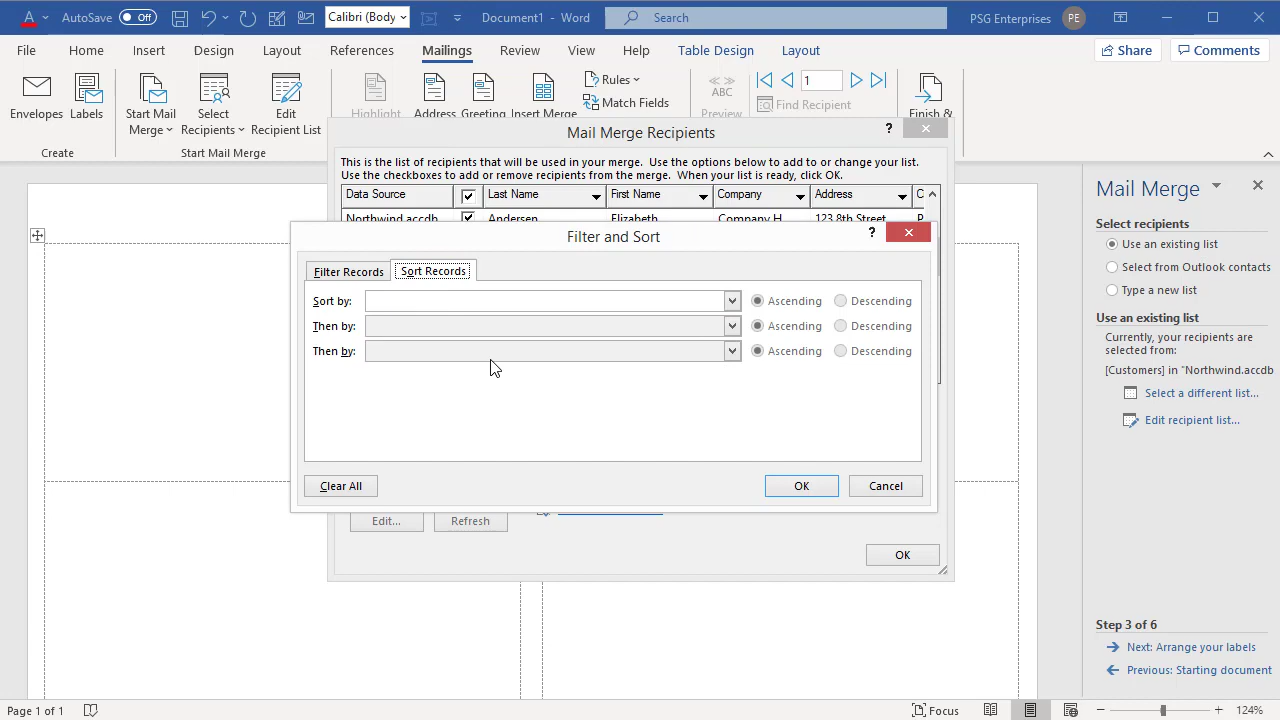 AutoSave Off Calibri (Body Document1 - Word Search PSG Enterprises PE
File Home Insert Design Layout References Mailings Review View Help Table Design Layout Share Comments
Envelopes Labels
Start Mail Merge
Select Recipients
Edit Recipient List
Highlight
Address
Greeting
Insert Merge
Rules
Match Fields
ABC
Preview
1
Find Recipient
Finish &
Create
Start Mail Merge
Mail Merge Recipients
?
This is the list of recipients that will be used in your merge. Use the options below to add to or change your list.
Use the checkboxes to add or remove recipients from the merge. When your list is ready, click OK.
Data Source Last Name First Name Company Address
Northwind.accdb Andersen Elizabeth Company H 123 8th Street
Filter and Sort
?
Filter Records Sort Records
Sort by: Ascending Descending
Then by: Ascending Descending
Then by: Ascending Descending
Clear All OK Cancel
Edit... Refresh
OK
Mail Merge
Select recipients
Use an existing list
Select from Outlook contacts
Type a new list
Use an existing list
Currently, your recipients are
selected from:
[Customers] in "Northwind.accdb
Select a different list...
Edit recipient list...
Step 3 of 6
Next: Arrange your labels
Previous: Starting document
Page 1 of 1 Focus 124%